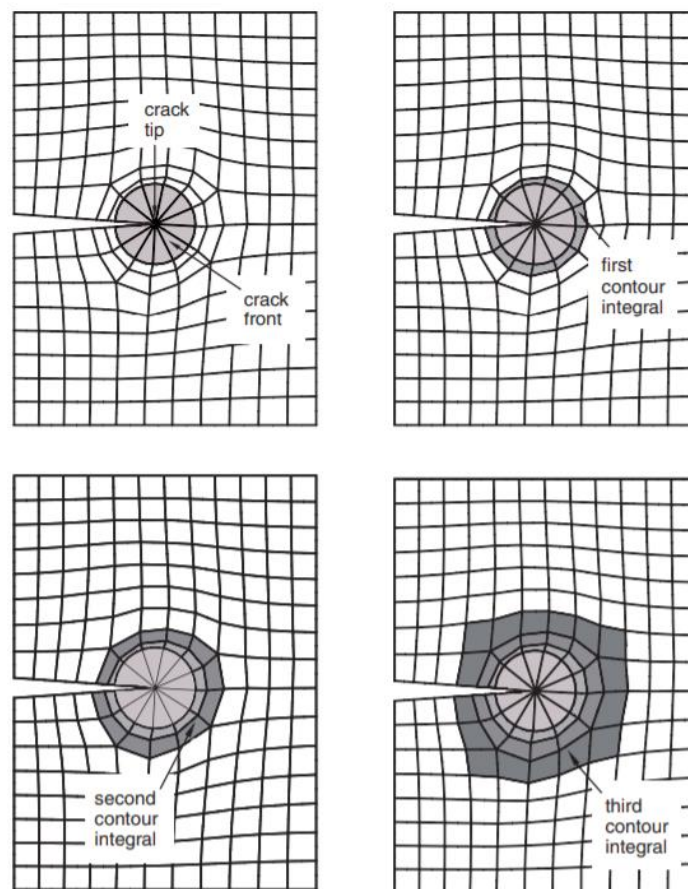 crack
tip
crack
front
first
contour
integral
second
contour
integral
third
contour
integral